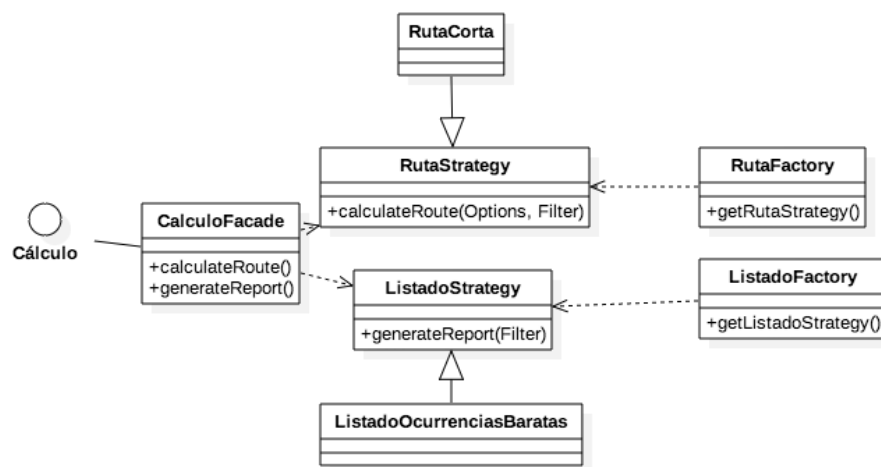 RutaCorta
RutaStrategy
+calculateRoute(Options, Filter)
RutaFactory
+getRutaStrategy()
Cálculo
CalculoFacade
+calculateRoute()
+generateReport()
ListadoStrategy
+generateReport(Filter)
ListadoFactory
+getListadoStrategy()
ListadoOcurrenciasBaratas